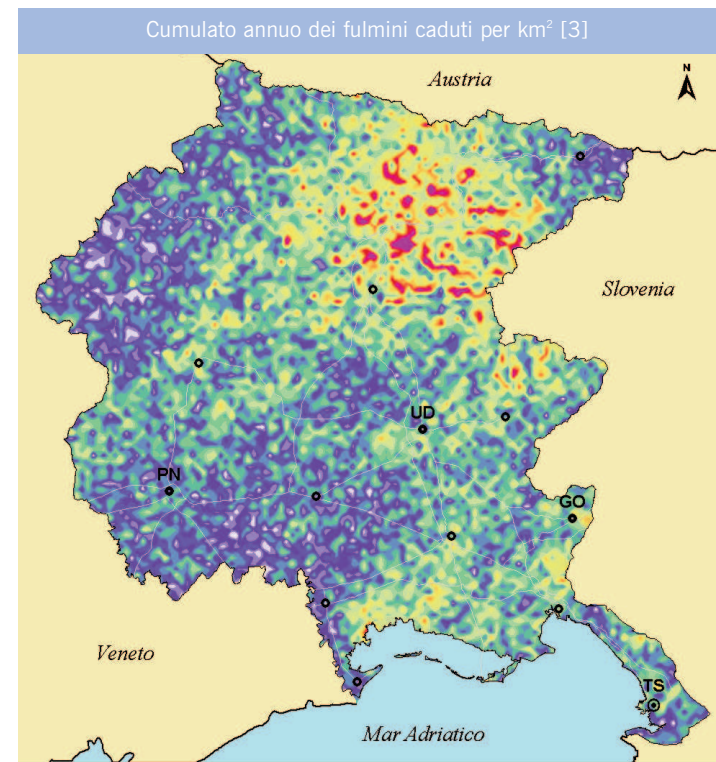 Cumulato annuo dei fulmini caduti per km² [3]
Austria
N
Slovenia
UD
PN
GO
Veneto
TS
Mar Adriatico